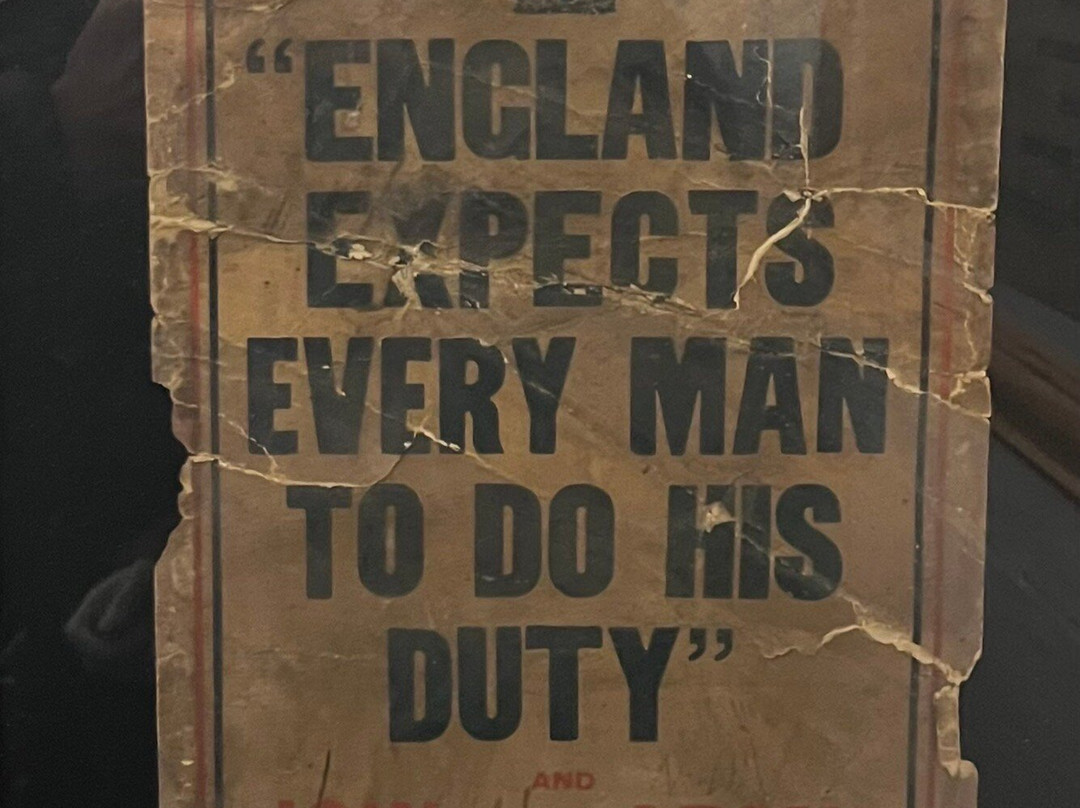 “ENGLAND
EXPECTS
EVERY MAN
TO DO HIS
DUTY”
AND